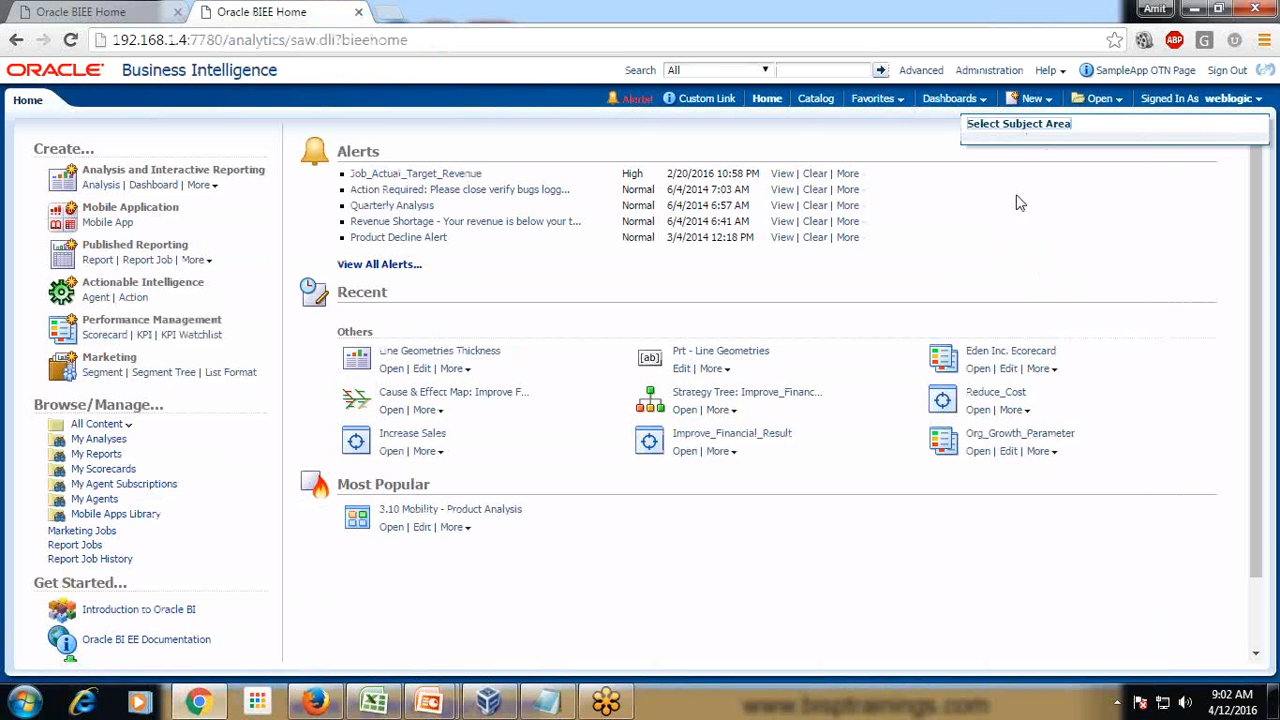 Oracle BIEE Home
Oracle BIEE Home
Amit
192.168.1.4:7780/analytics/saw.dll?bieehome
ABP
G
ORACLE Business Intelligence
Search All Advanced Administration Help SampleApp OTN Page Sign Out
Home
Alerts! Custom Link Home Catalog Favorites Dashboards New Open Signed In As weblogic
Select Subject Area
Create...
Analysis and Interactive Reporting
Analysis | Dashboard | More
Mobile Application
Mobile App
Published Reporting
Report | Report Job | More
Actionable Intelligence
Agent | Action
Performance Management
Scorecard | KPI | KPI Watchlist
Marketing
Segment | Segment Tree | List Format
Browse/Manage...
All Content
My Analyses
My Reports
My Scorecards
My Agent Subscriptions
My Agents
Mobile Apps Library
Marketing Jobs
Report Jobs
Report Job History
Get Started...
Introduction to Oracle BI
Oracle BI EE Documentation
Alerts
Job_Actual_Target_Revenue High 2/20/2016 10:58 PM View | Clear | More
Action Required: Please close verify bugs logg... Normal 6/4/2014 7:03 AM View | Clear | More
Quarterly Analysis Normal 6/4/2014 6:57 AM View | Clear | More
Revenue Shortage - Your revenue is below your t... Normal 6/4/2014 6:41 AM View | Clear | More
Product Decline Alert Normal 3/4/2014 12:18 PM View | Clear | More
View All Alerts...
Recent
Others
Line Geometries Thickness
Open | Edit | More
[ab] Prt - Line Geometries
Edit | More
Eden Inc. Scorecard
Open | Edit | More
Cause & Effect Map: Improve F...
Open | More
Strategy Tree: Improve_Financ...
Open | More
Reduce_Cost
Open | More
Increase Sales
Open | More
Improve_Financial_Result
Open | More
Org_Growth_Parameter
Open | Edit | More
Most Popular
3.10 Mobility - Product Analysis
Open | Edit | More
9:02 AM
4/12/2016